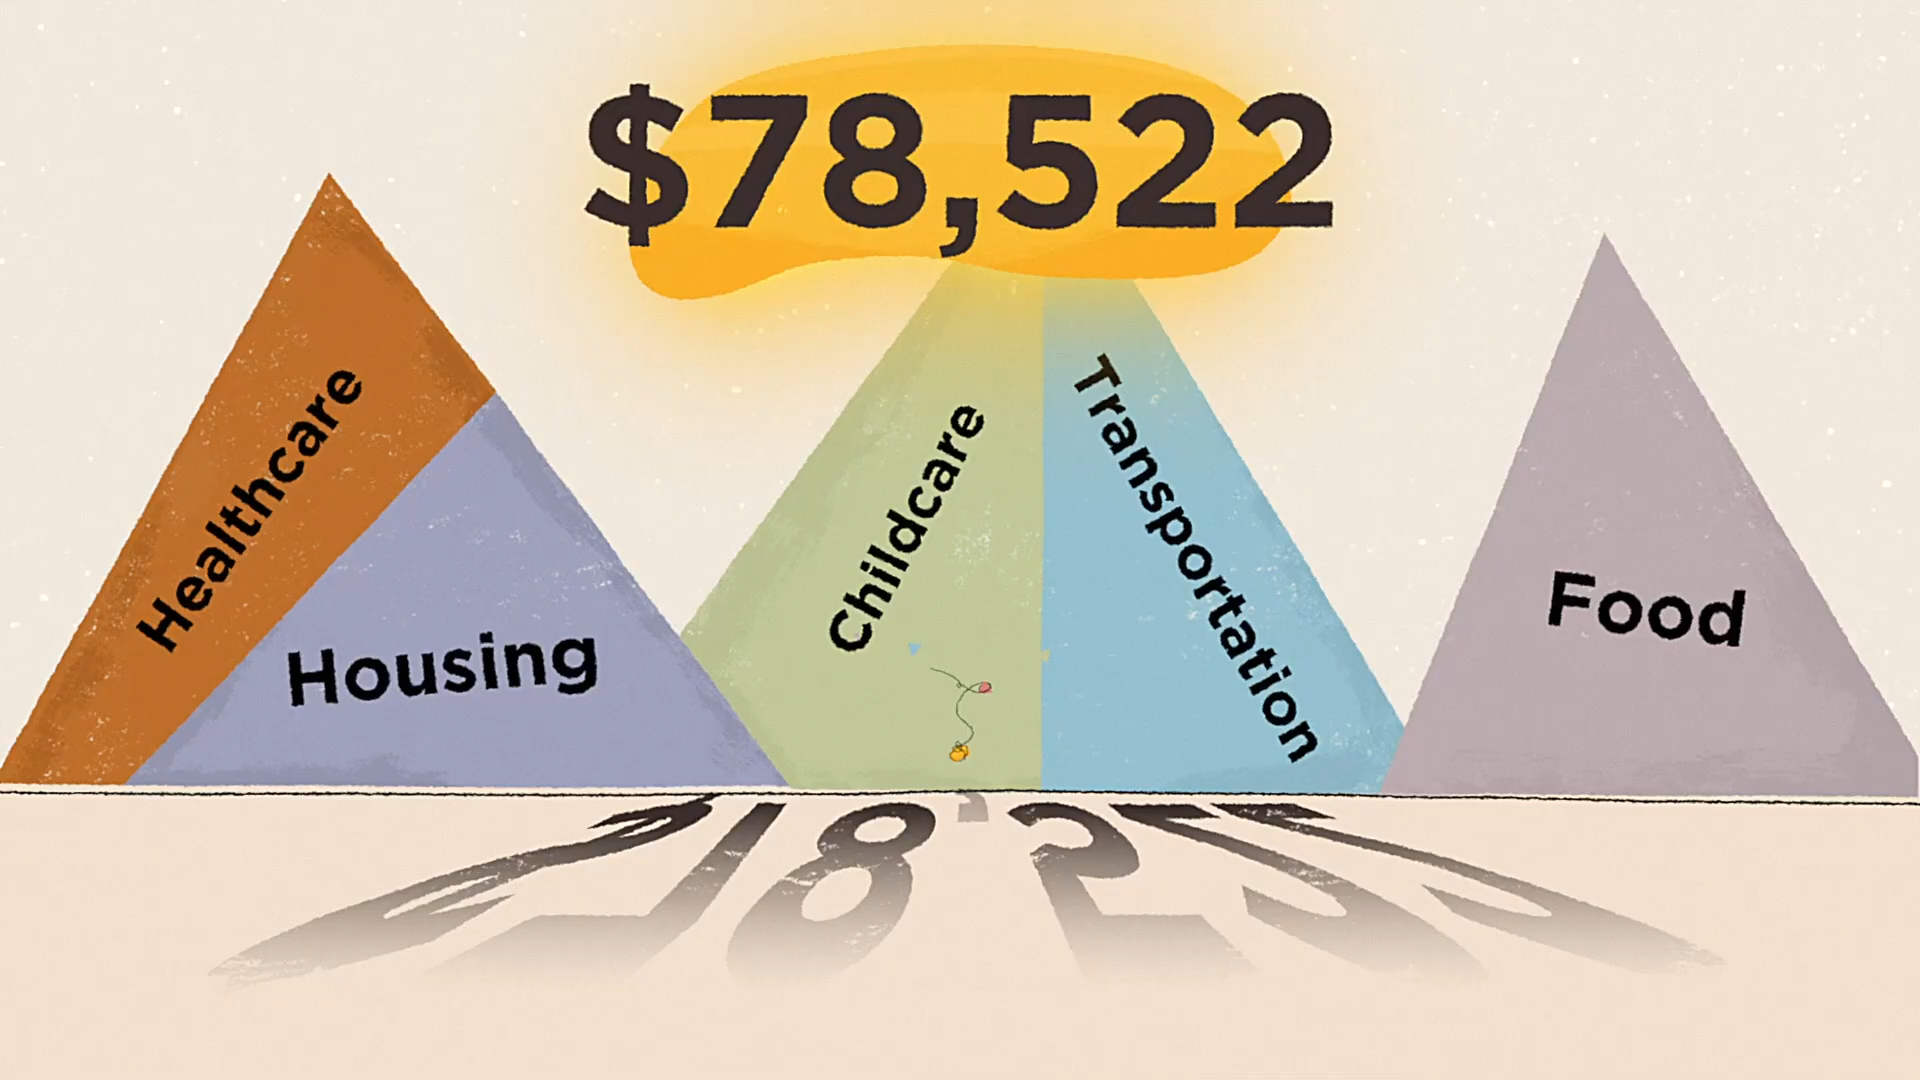 $78,522
Healthcare
Housing
Childcare
Transportation
Food